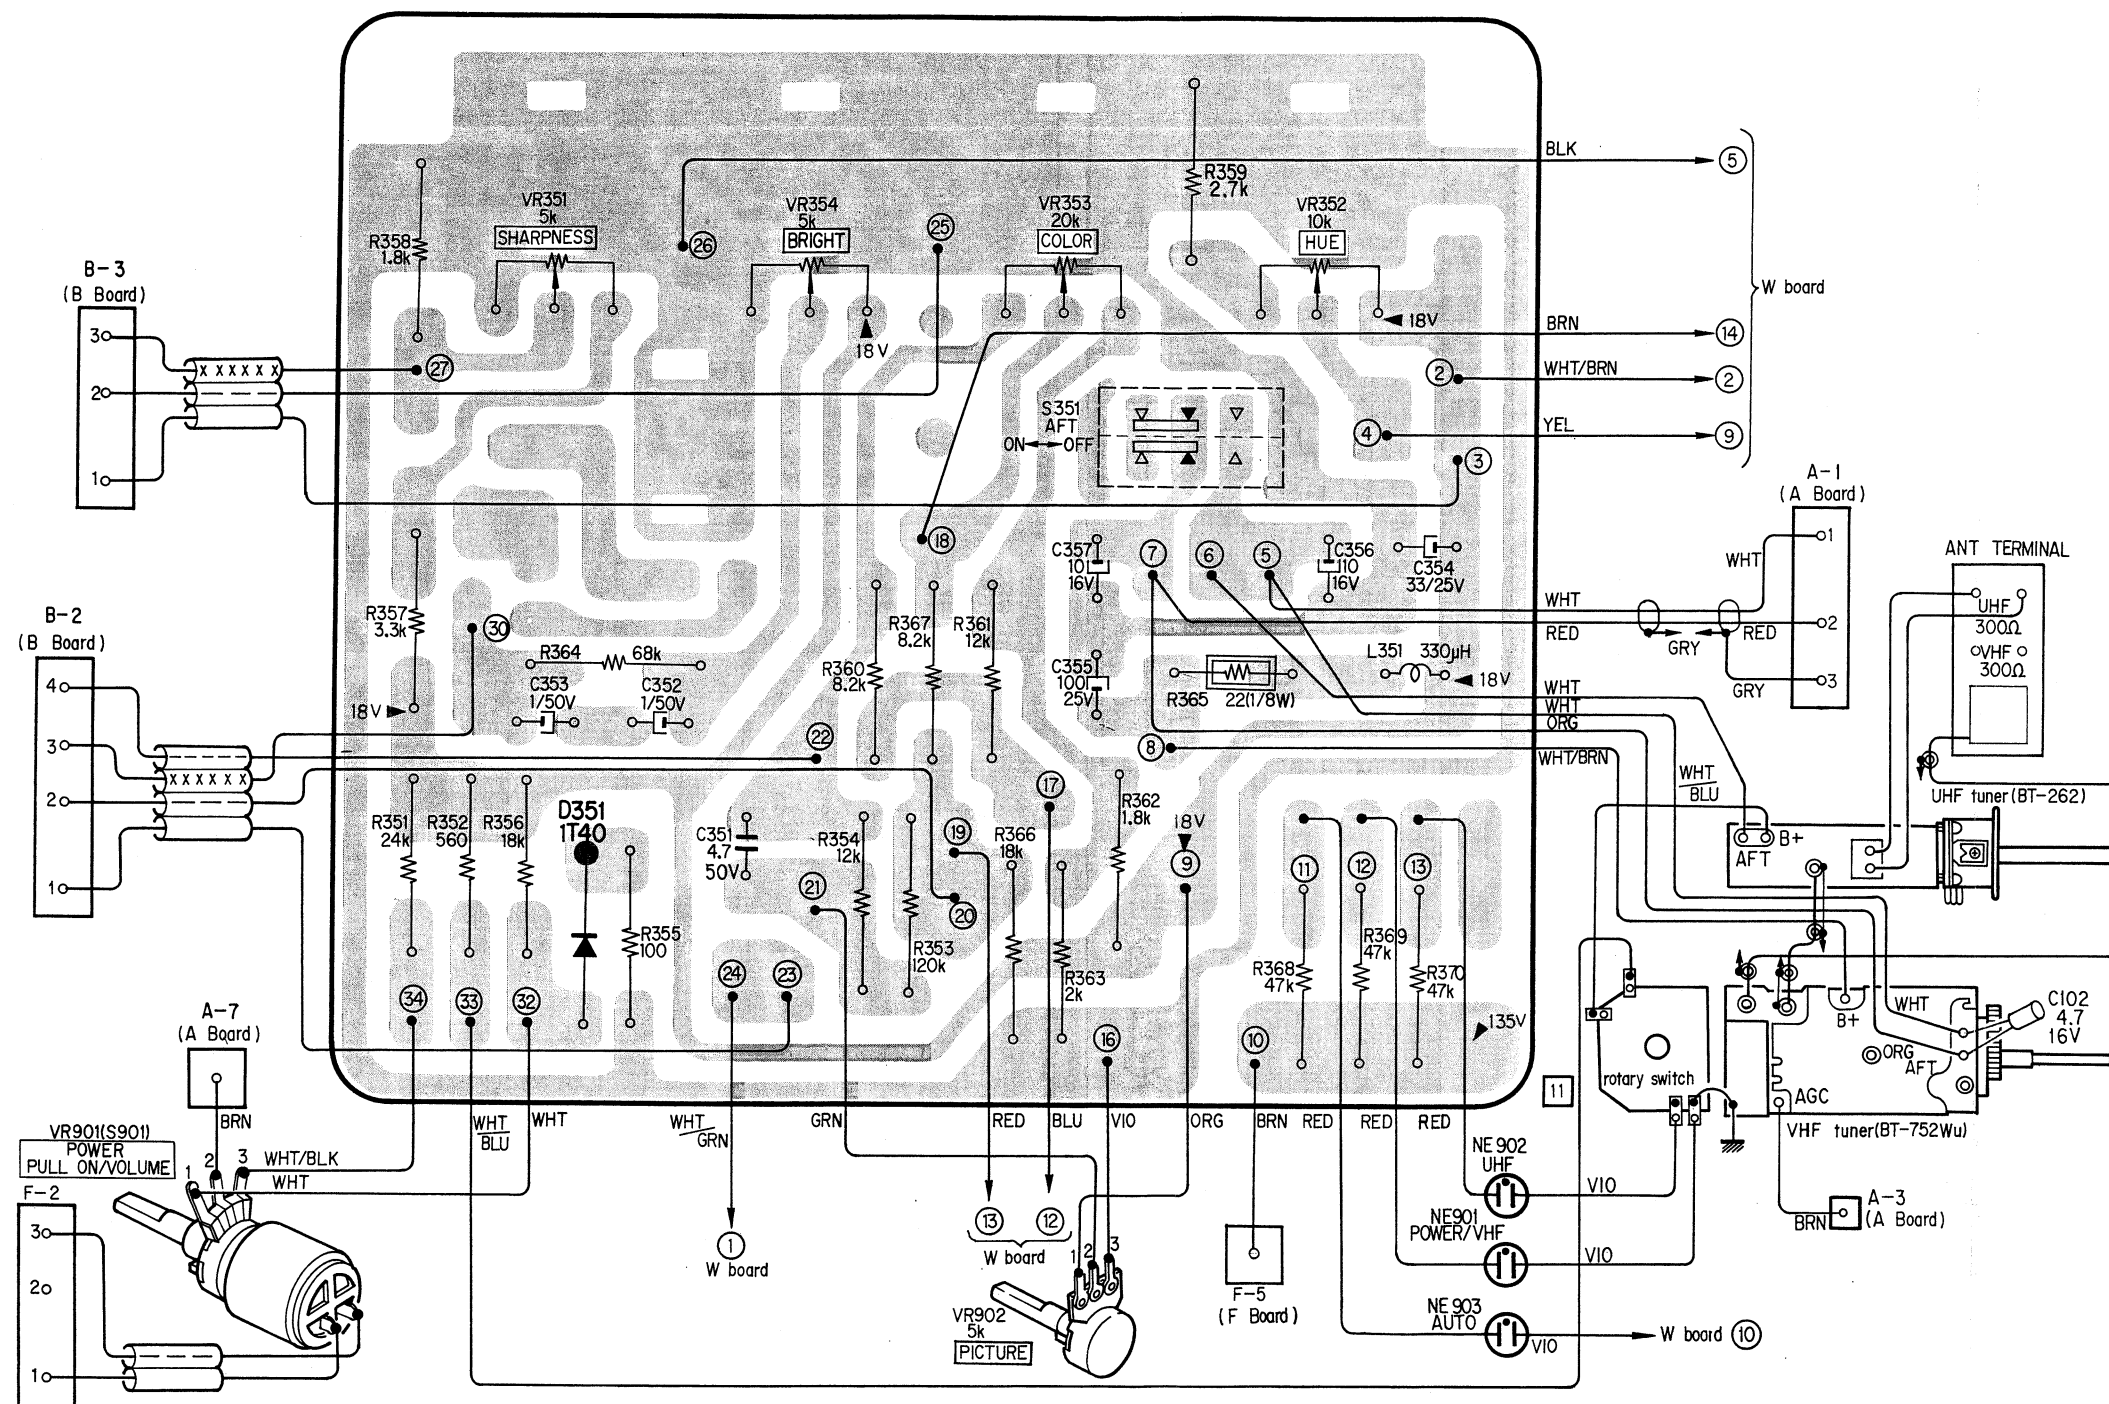 BLK
5
R359
2.7k
VR351
5k
SHARPNESS
VR354
5k
BRIGHT
VR353
20k
COLOR
VR352
10k
HUE
R358
1.8k
26
25
B-3
(B Board)
3
2
1
x x x x x x
27
18V
18V
W board
BRN
14
2
WHT/BRN
2
S351
AFT
ON
OFF
4
YEL
9
3
A-1
(A Board)
1
2
3
WHT
ANT TERMINAL
UHF
300Ω
VHF
300Ω
18
C357
10
16V
7
6
5
C356
110
16V
C354
33/25V
WHT
RED
GRY
RED
GRY
B-2
(B Board)
4
3
2
1
x x x x x x
R357
3.3k
30
R364
68k
C353
1/50V
C352
1/50V
18V
R367
8.2k
R361
12k
R360
8.2k
C355
100
25V
R365
22(1/8W)
L351
330μH
18V
WHT
WHT
ORG
22
8
WHT/BRN
WHT
BLU
UHF tuner(BT-262)
AFT
B+
R351
24k
R352
560
R356
18k
D351
1T40
C351
4.7
50V
R354
12k
21
19
20
R366
18k
17
R362
1.8k
18V
9
11
12
13
R355
100
R353
120k
24
23
R363
2k
R368
47k
R369
47k
R370
47k
135V
34
33
32
16
10
A-7
(A Board)
BRN
WHT
C102
4.7
16V
B+
ORG
AFT
rotary switch
AGC
11
VHF tuner(BT-752Wu)
WHT
BLU
WHT
WHT
GRN
GRN
RED
BLU
VIO
ORG
BRN
RED
RED
RED
VR901(S901)
POWER
PULL ON/VOLUME
1
2
3
WHT/BLK
WHT
F-2
3
2
1
1
W board
13
12
W board
1
2
3
VR902
5k
PICTURE
F-5
(F Board)
NE902
UHF
VIO
NE901
POWER/VHF
VIO
NE903
AUTO
VIO
W board 10
BRN
A-3
(A Board)